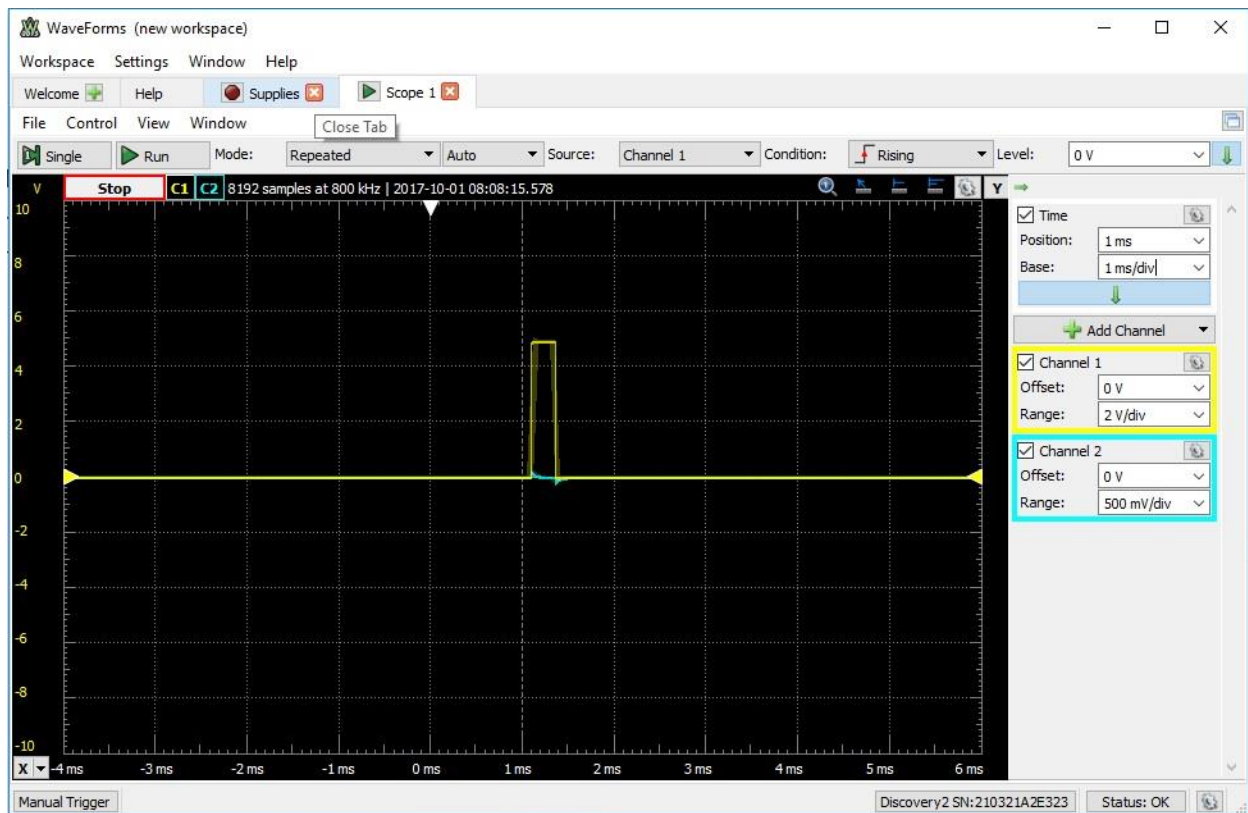 WaveForms (new workspace)
Workspace Settings Window Help
Welcome Help Supplies Scope 1
File Control View Window
Close Tab
Single Run Mode: Repeated Auto Source: Channel 1 Condition: Rising Level: 0 V
V Stop C1 C2 8192 samples at 800 kHz | 2017-10-01 08:08:15.578 Y
Time
Position: 1 ms
Base: 1 ms/div
Add Channel
Channel 1
Offset: 0 V
Range: 2 V/div
Channel 2
Offset: 0 V
Range: 500 mV/div
10
8
6
4
2
0
-2
-4
-6
-8
-10
X -4 ms -3 ms -2 ms -1 ms 0 ms 1 ms 2 ms 3 ms 4 ms 5 ms 6 ms
Manual Trigger Discovery2 SN:210321A2E323 Status: OK